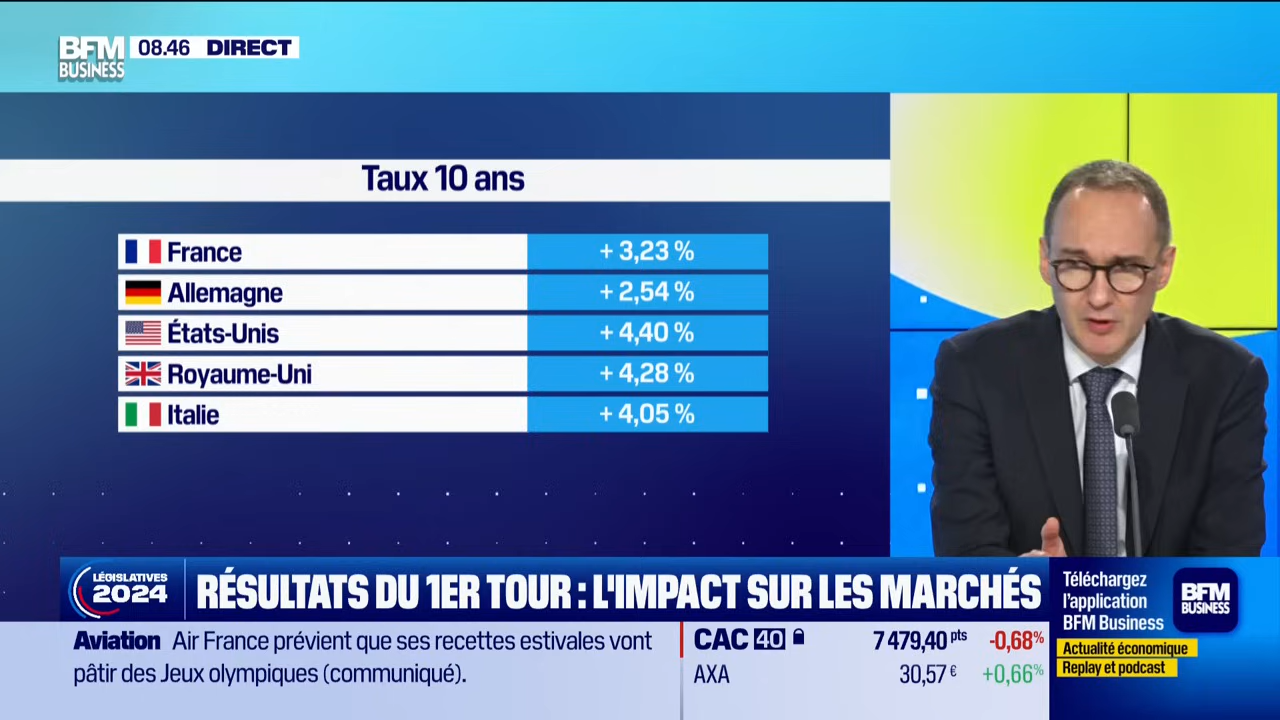 BFM
BUSINESS
08.46 DIRECT
Taux 10 ans
France + 3,23 %
Allemagne + 2,54 %
États-Unis + 4,40 %
Royaume-Uni + 4,28 %
Italie + 4,05 %
LÉGISLATIVES
2024
RÉSULTATS DU 1ER TOUR : L'IMPACT SUR LES MARCHÉS
Aviation Air France prévient que ses recettes estivales vont
pâtir des Jeux olympiques (communiqué).
CAC 40 7 479,40 pts -0,68%
AXA 30,57 € +0,66%
Téléchargez
l'application
BFM Business
BFM
BUSINESS
Actualité économique
Replay et podcast